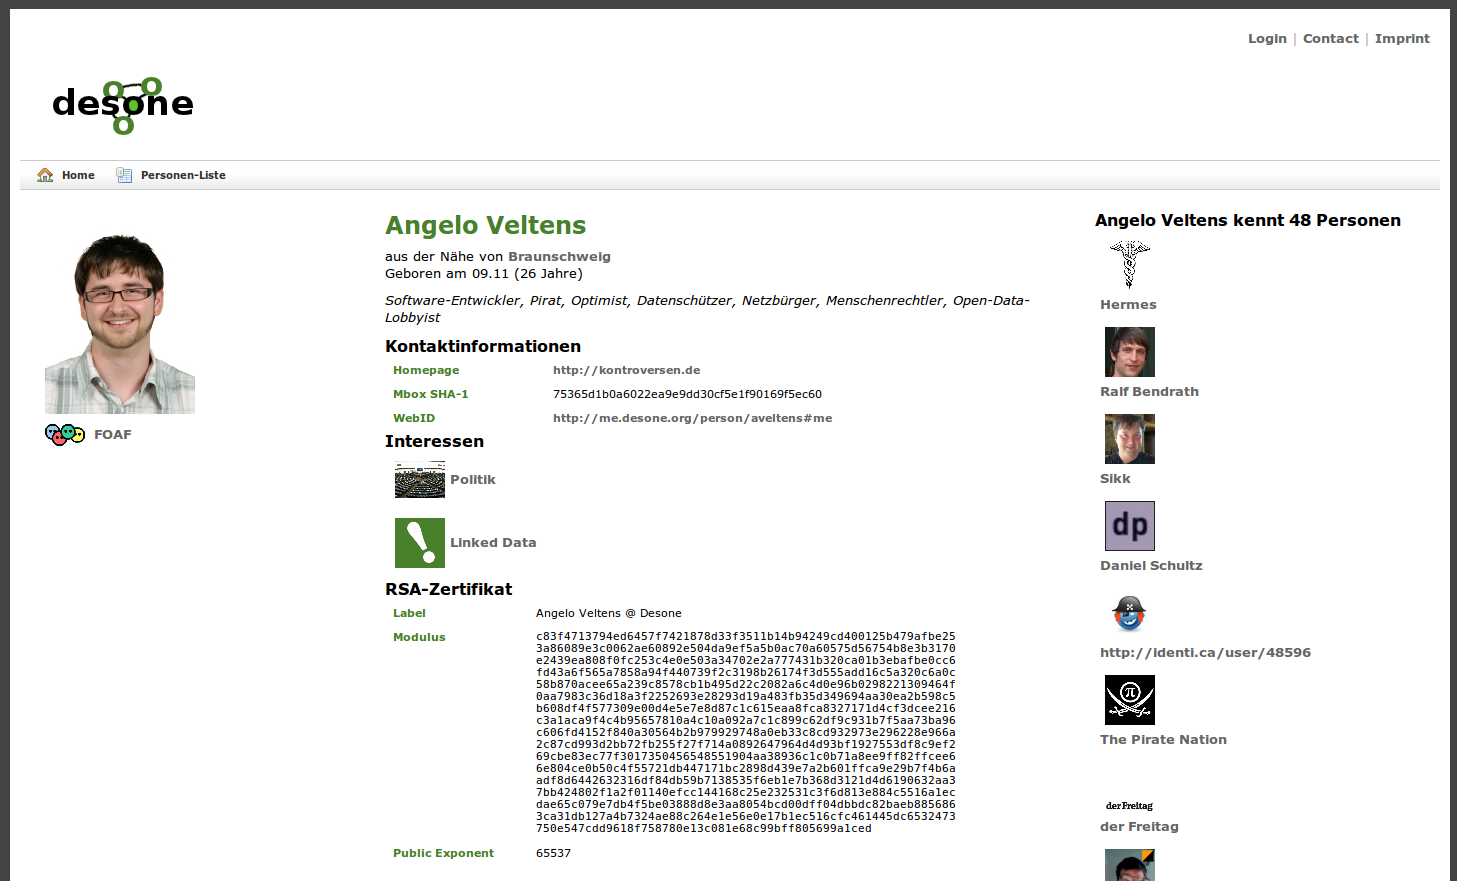 Login | Contact | Imprint
desone
Home
Personen-Liste
FOAF
Angelo Veltens
aus der Nähe von Braunschweig
Geboren am 09.11 (26 Jahre)
Software-Entwickler, Pirat, Optimist, Datenschützer, Netzbürger, Menschenrechtler, Open-Data-
Lobbyist
Kontaktinformationen
Homepage http://kontroversen.de
Mbox SHA-1 75365d1b0a6022ea9e9dd30cf5e1f90169f5ec60
WebID http://me.desone.org/person/aveltens#me
Interessen
Politik
Linked Data
RSA-Zertifikat
Label Angelo Veltens @ Desone
Modulus c83f4713794ed6457f7421878d33f3511b14b94249cd400125b479afbe25
3a86089e3c0062ae60892e504da9ef5a5b0ac70a60575d56754b8e3b3170
e2439ea808f0fc253c4e0e503a34702e2a777431b320ca01b3ebafbe0cc6
fd43a6f565a7858a94f440739f2c3198b26174f3d555add16c5a320c6a0c
58b870acee65a239c8578cb1b495d22c2082a6c4d0e96b0298221309464f
0aa7983c36d18a3f2252693e28293d19a483fb35d349694aa30ea2b598c5
b608df4f577309e00d4e5e7e8d87c1c615eaa8fca8327171d4cf3dcee216
c3a1aca9f4c4b95657810a4c10a092a7c1c899c62df9c931b7f5aa73ba96
c606fd4152f840a30564b2b979929748a0eb33c8cd932973e296228e966a
2c87cd993d2bb72fb255f27f714a0892647964d4d93bf1927553df8c9ef2
69cbe83ec77f3017350456548551904aa38936c1c0b71a8ee9ff82ffcee6
6e804ce0b50c4f55721db447171bc2898d439e7a2b601ffca9e29b7f4b6a
adf8d6442632316df84db59b7138535f6eb1e7b368d3121d4d6190632aa3
7bb424802f1a2f01140efcc144168c25e232531c3f6d813e884c5516a1ec
dae65c079e7db4f5be03888d8e3aa8054bcd00dff04dbbdc82baeb885686
3ca31db127a4b7324ae88c264e1e56e0e17b1ec516cfc461445dc6532473
750e547cdd9618f758780e13c081e68c99bff805699a1ced
Public Exponent 65537
Angelo Veltens kennt 48 Personen
Hermes
Ralf Bendrath
Sikk
dp
Daniel Schultz
http://identi.ca/user/48596
π
The Pirate Nation
der Freitag
der Freitag